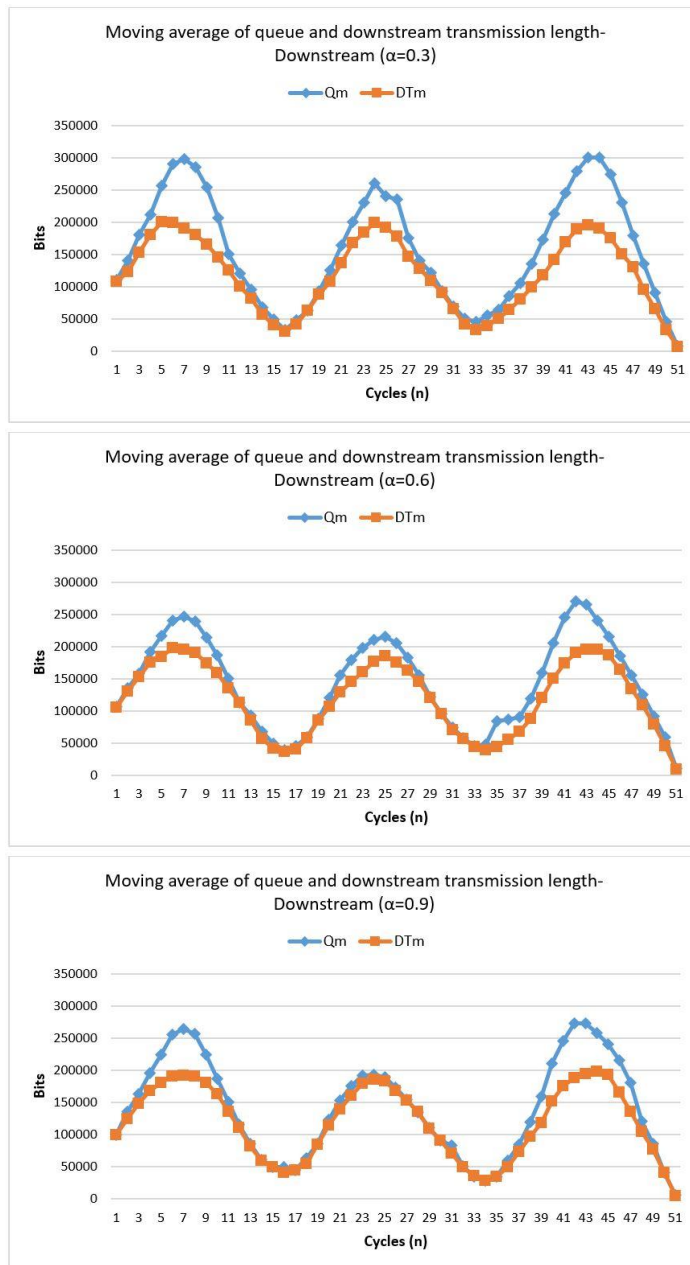 Moving average of queue and downstream transmission length-
Downstream (α=0.3)
Qm DTm
350000
300000
250000
200000
150000
100000
50000
0
Bits
1 3 5 7 9 11 13 15 17 19 21 23 25 27 29 31 33 35 37 39 41 43 45 47 49 51
Cycles (n)
Moving average of queue and downstream transmission length-
Downstream (α=0.6)
Qm DTm
350000
300000
250000
200000
150000
100000
50000
0
Bits
1 3 5 7 9 11 13 15 17 19 21 23 25 27 29 31 33 35 37 39 41 43 45 47 49 51
Cycles (n)
Moving average of queue and downstream transmission length-
Downstream (α=0.9)
Qm DTm
350000
300000
250000
200000
150000
100000
50000
0
Bits
1 3 5 7 9 11 13 15 17 19 21 23 25 27 29 31 33 35 37 39 41 43 45 47 49 51
Cycles (n)